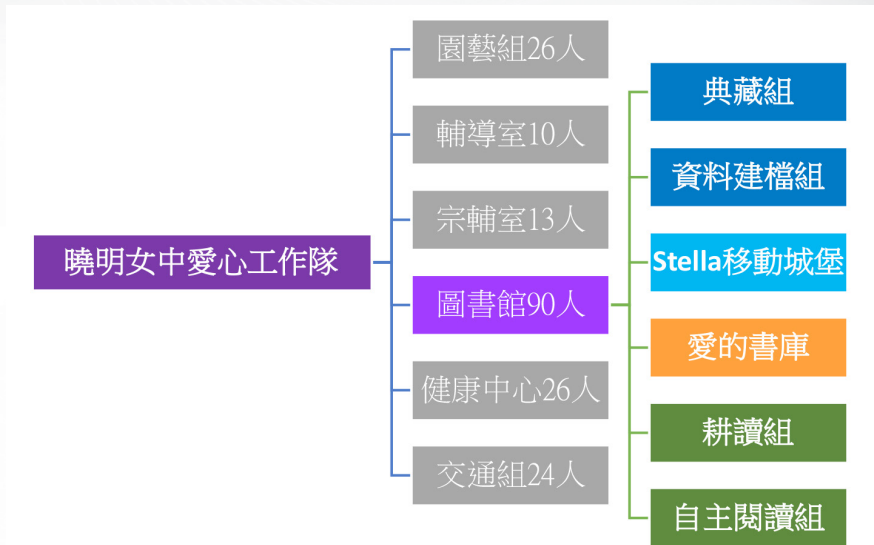 曉明女中愛心工作隊
園藝組26人
輔導室10人
宗輔室13人
圖書館90人
健康中心26人
交通組24人
典藏組
資料建檔組
Stella移動城堡
愛的書庫
耕讀組
自主閱讀組